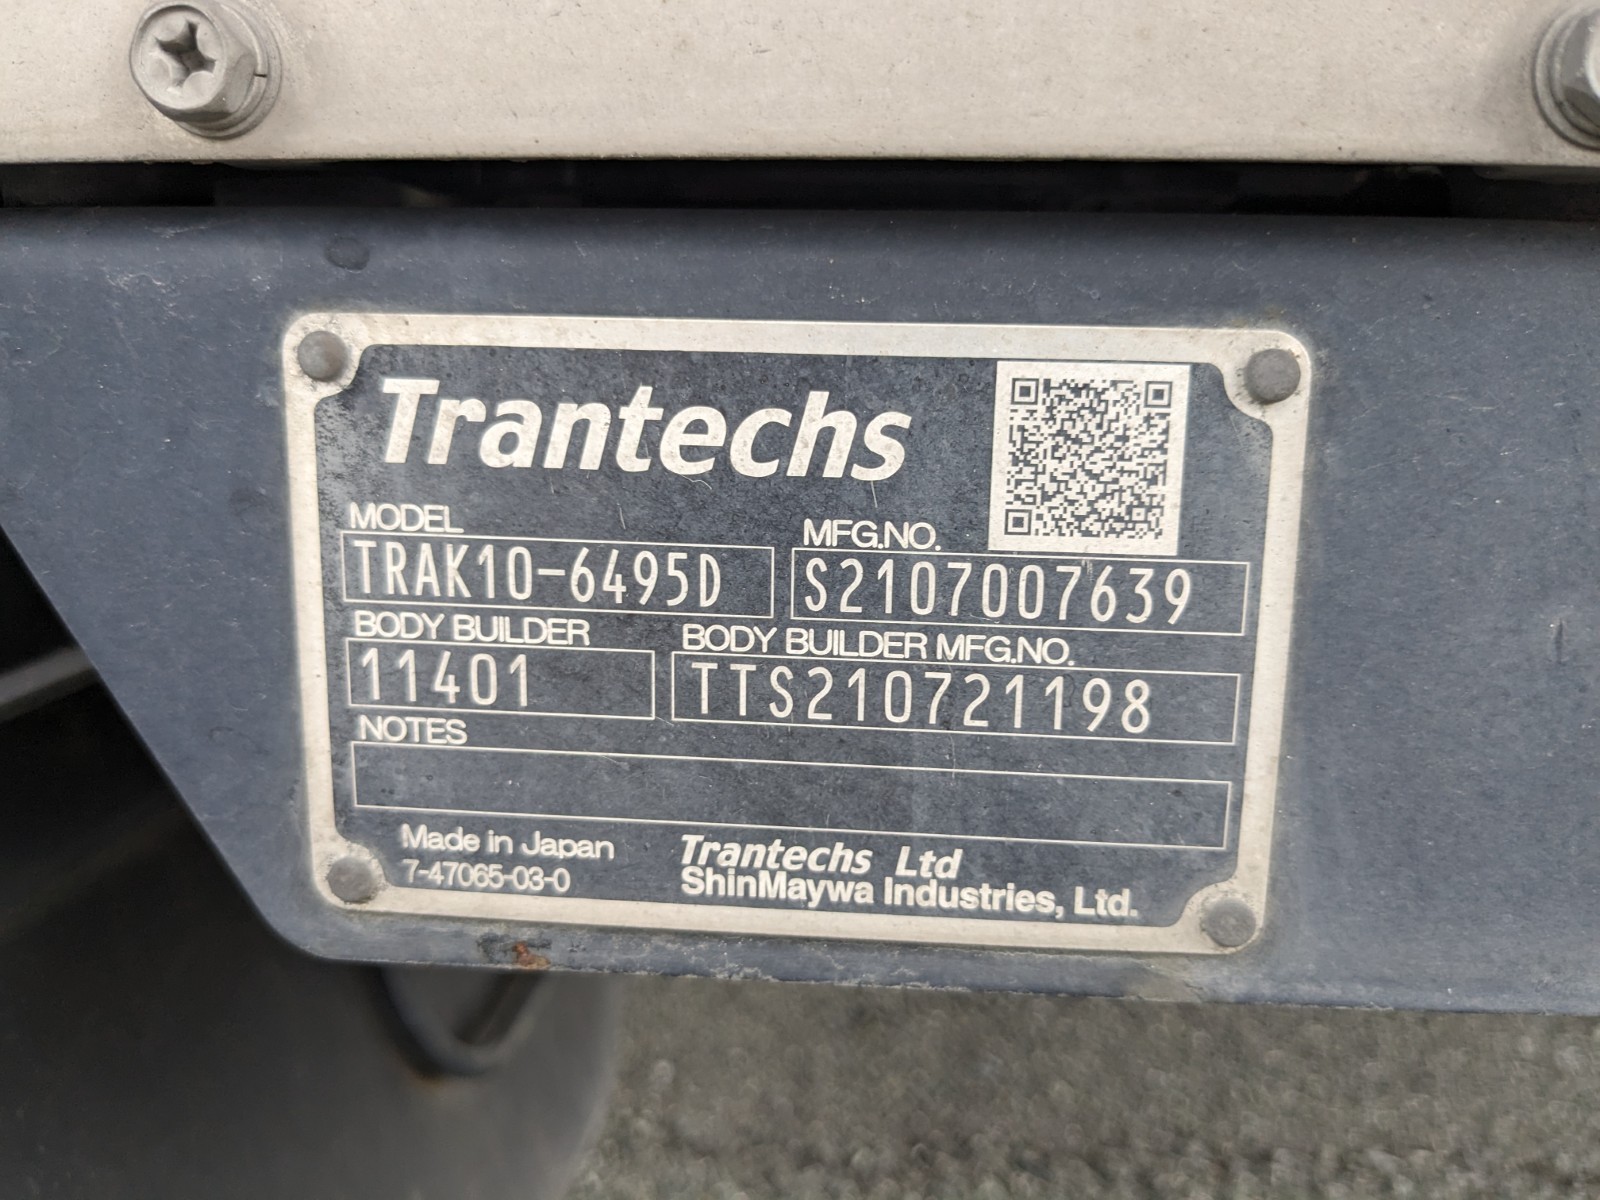 Trantechs
MODEL
TRAK10-6495D
MFG.NO.
S2107007639
BODY BUILDER
11401
BODY BUILDER MFG.NO.
TTS210721198
NOTES
Made in Japan
7-47065-03-0
Trantechs Ltd
ShinMaywa Industries, Ltd.